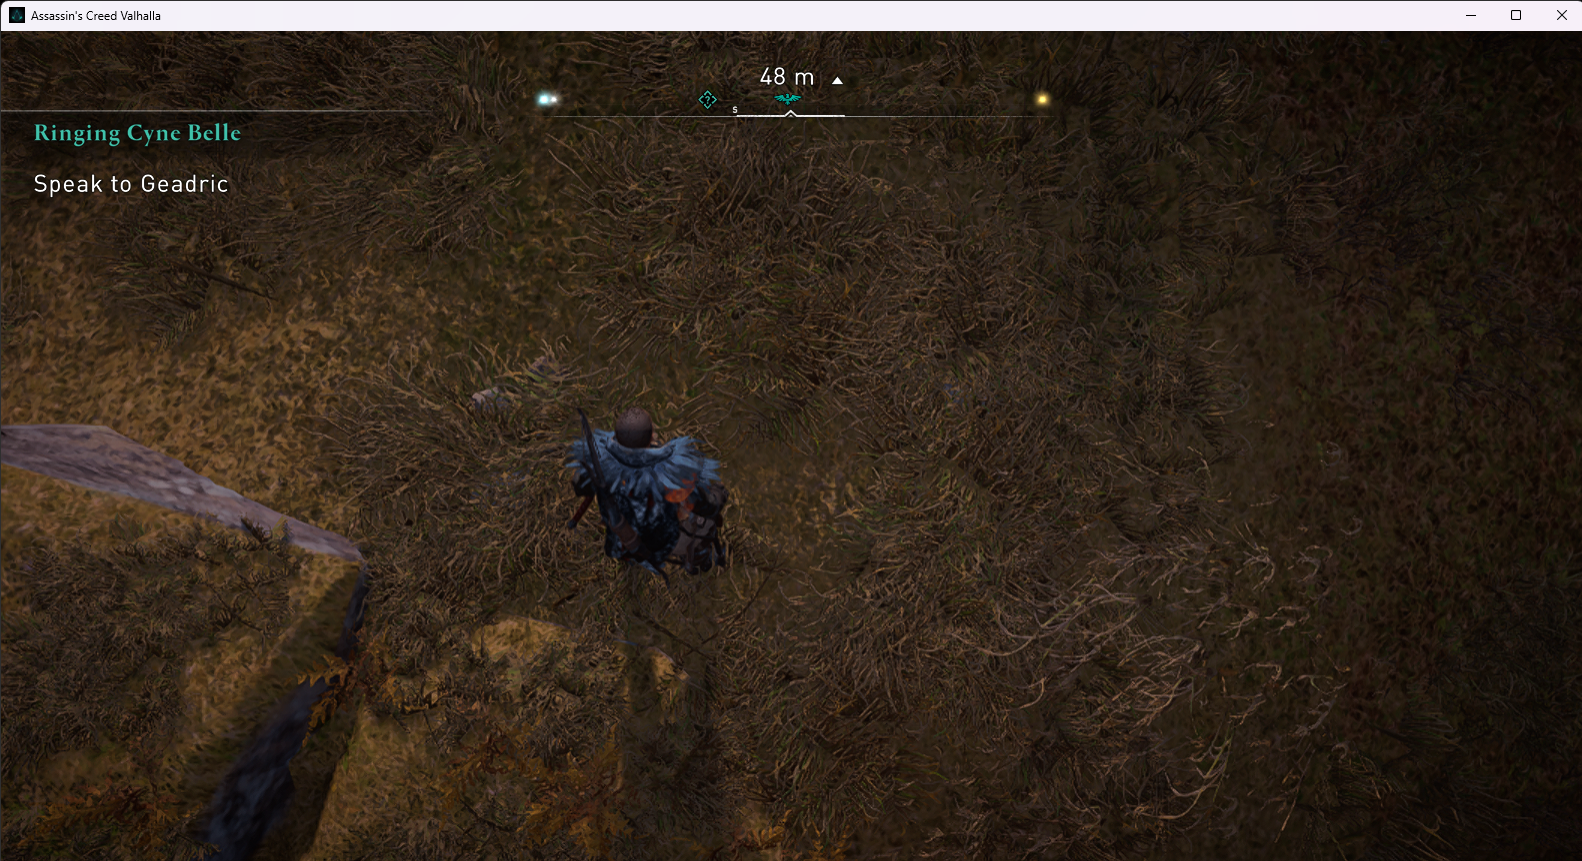 Assassin's Creed Valhalla
48 m
S
Ringing Cyne Belle
Speak to Geadric